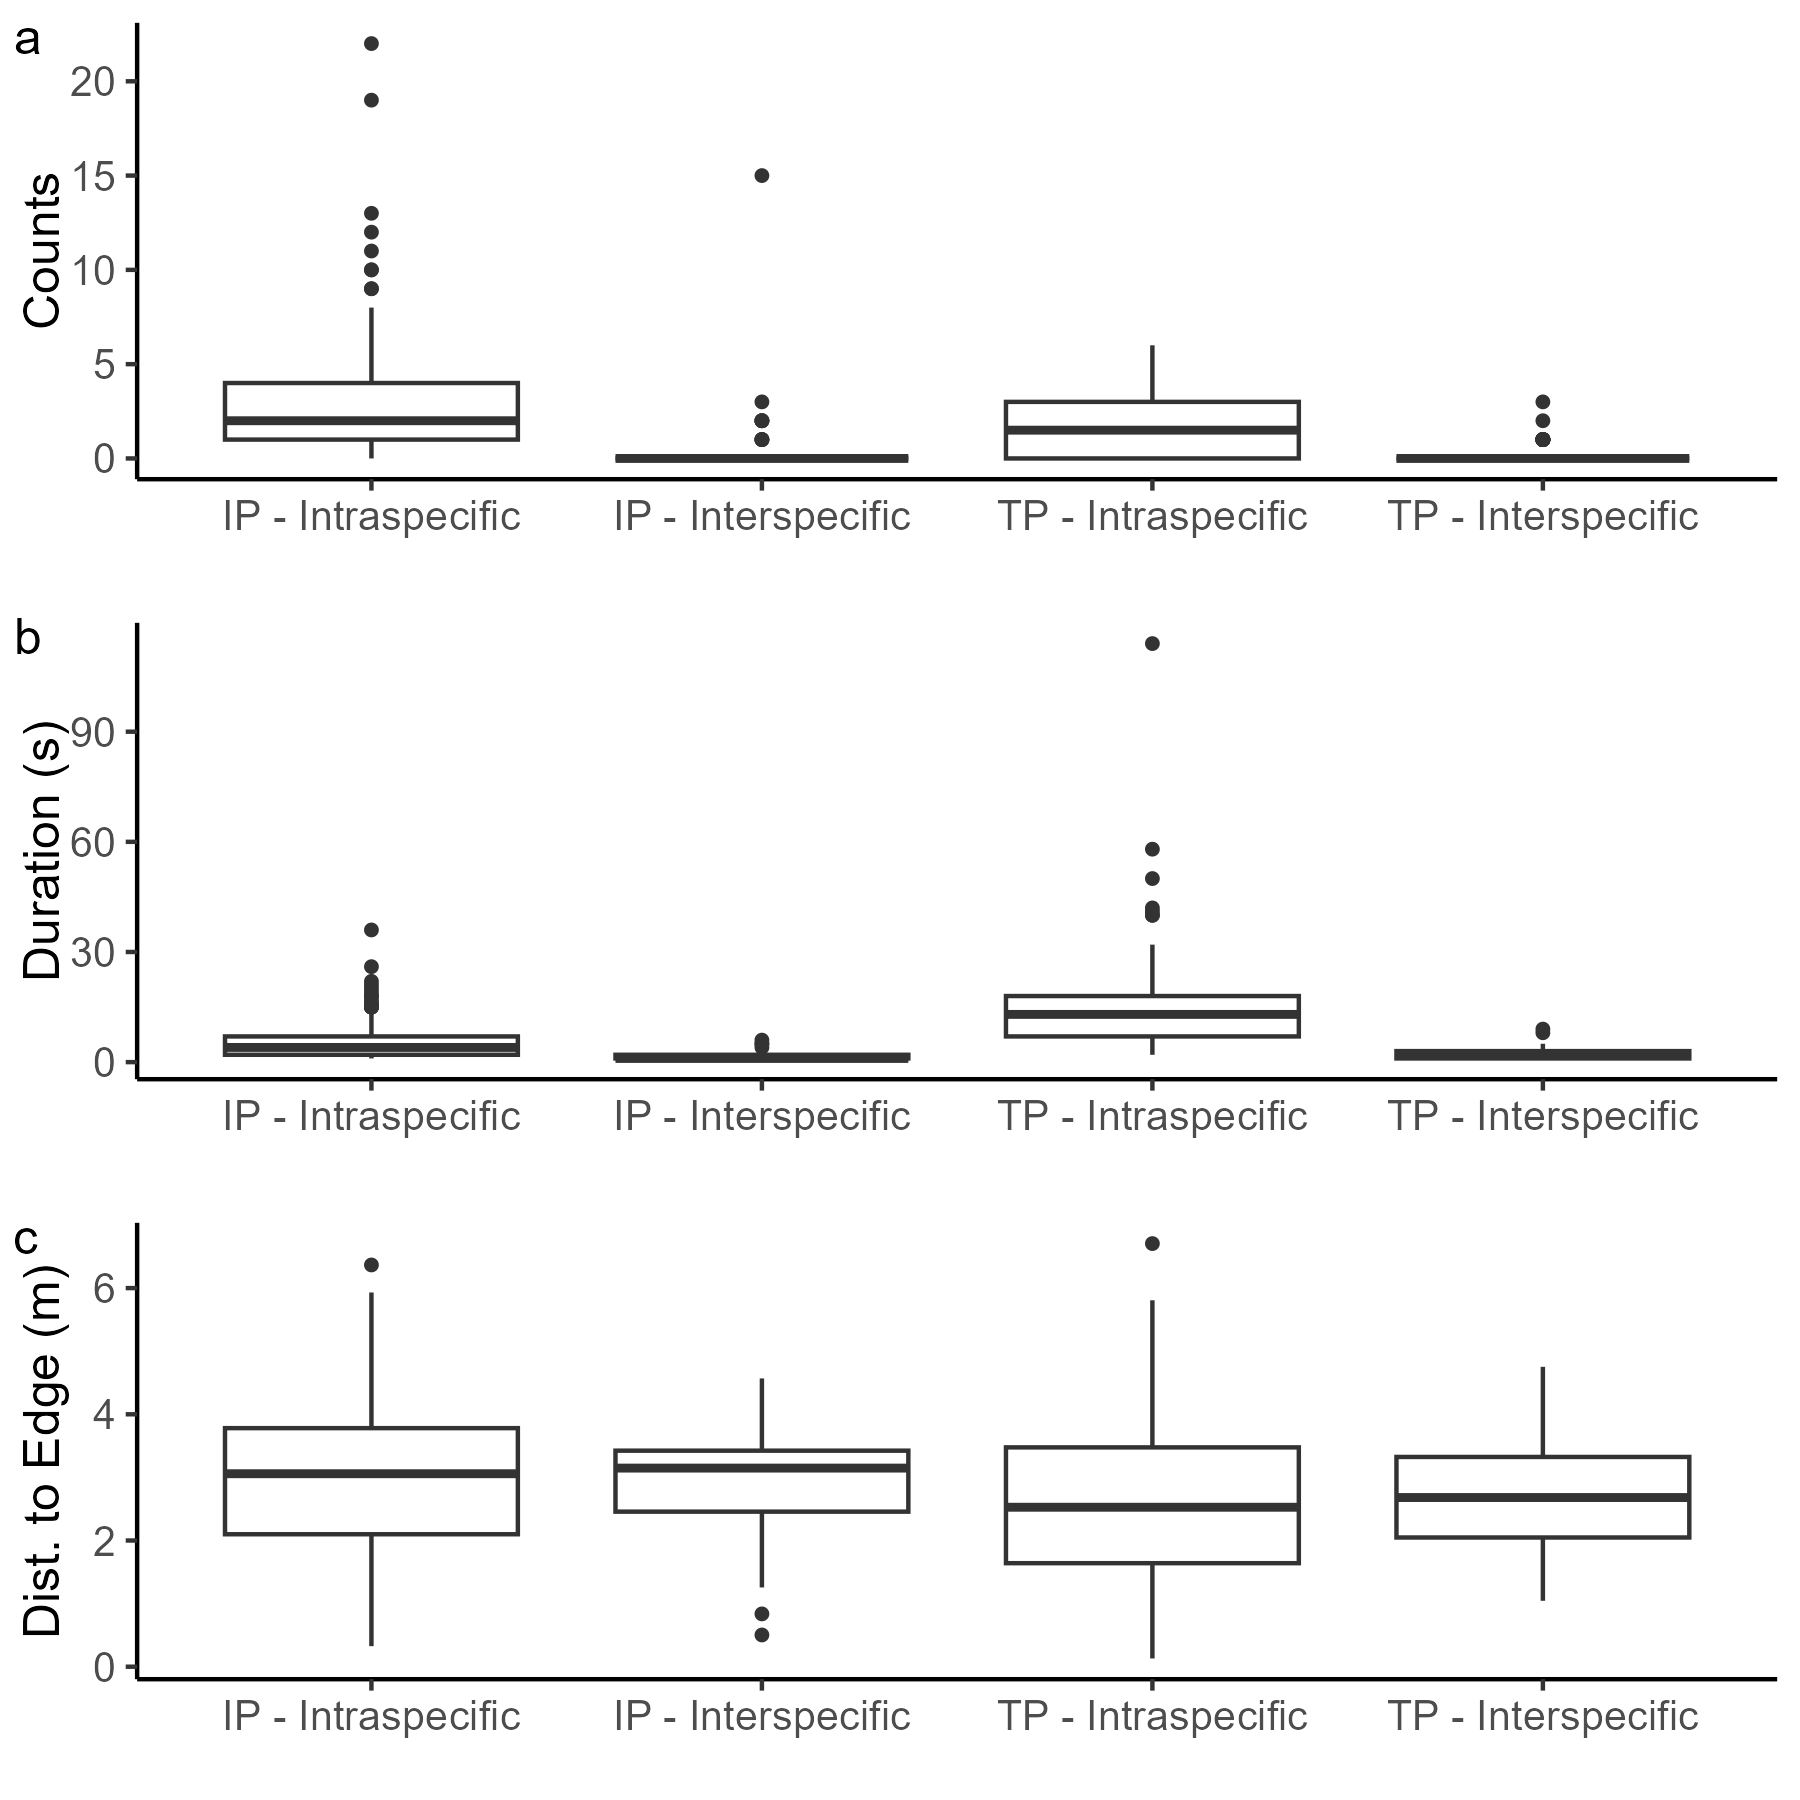 a
Counts
20
15
10
5
0
IP - Intraspecific
IP - Interspecific
TP - Intraspecific
TP - Interspecific
b
Duration (s)
90
60
30
0
IP - Intraspecific
IP - Interspecific
TP - Intraspecific
TP - Interspecific
c
Dist. to Edge (m)
6
4
2
0
IP - Intraspecific
IP - Interspecific
TP - Intraspecific
TP - Interspecific